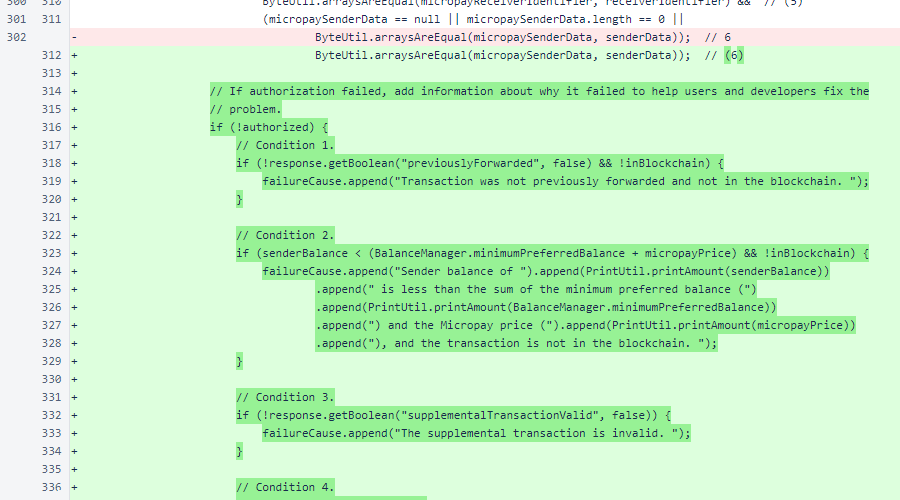 300 310 ByteUtil.arraysAreEqual(micropayReceiverIdentifier, receiverIdentifier) && // (5)
301 311 (micropaySenderData == null || micropaySenderData.length == 0 ||
302 - ByteUtil.arraysAreEqual(micropaySenderData, senderData)); // 6
312 + ByteUtil.arraysAreEqual(micropaySenderData, senderData)); // (6)
313 +
314 + // If authorization failed, add information about why it failed to help users and developers fix the
315 + // problem.
316 + if (!authorized) {
317 + // Condition 1.
318 + if (!response.getBoolean("previouslyForwarded", false) && !inBlockchain) {
319 + failureCause.append("Transaction was not previously forwarded and not in the blockchain. ");
320 + }
321 +
322 + // Condition 2.
323 + if (senderBalance < (BalanceManager.minimumPreferredBalance + micropayPrice) && !inBlockchain) {
324 + failureCause.append("Sender balance of ").append(PrintUtil.printAmount(senderBalance))
325 + .append(" is less than the sum of the minimum preferred balance (")
326 + .append(PrintUtil.printAmount(BalanceManager.minimumPreferredBalance))
327 + .append(") and the Micropay price (").append(PrintUtil.printAmount(micropayPrice))
328 + .append("), and the transaction is not in the blockchain. ");
329 + }
330 +
331 + // Condition 3.
332 + if (!response.getBoolean("supplementalTransactionValid", false)) {
333 + failureCause.append("The supplemental transaction is invalid. ");
334 + }
335 +
336 + // Condition 4.